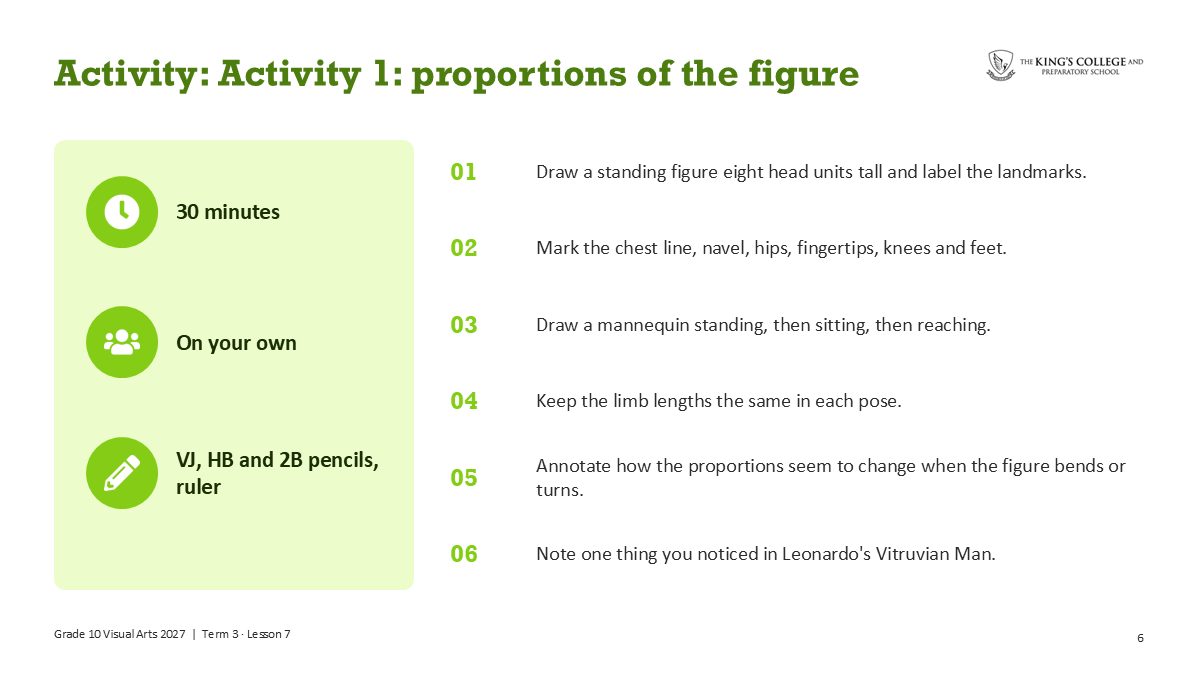 Activity: Activity 1: proportions of the figure
THE KING'S COLLEGE AND
PREPARATORY SCHOOL
30 minutes
On your own
VJ, HB and 2B pencils,
ruler
01
Draw a standing figure eight head units tall and label the landmarks.
02
Mark the chest line, navel, hips, fingertips, knees and feet.
03
Draw a mannequin standing, then sitting, then reaching.
04
Keep the limb lengths the same in each pose.
05
Annotate how the proportions seem to change when the figure bends or
turns.
06
Note one thing you noticed in Leonardo's Vitruvian Man.
Grade 10 Visual Arts 2027 | Term 3 · Lesson 7
6